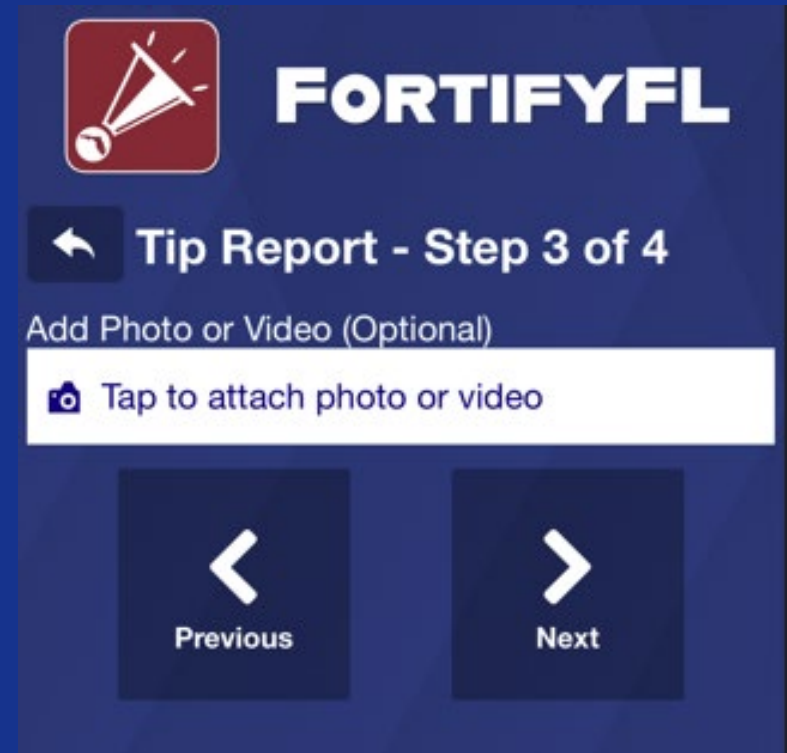 FORTIFYFL
Tip Report - Step 3 of 4
Add Photo or Video (Optional)
Tap to attach photo or video
Previous
Next